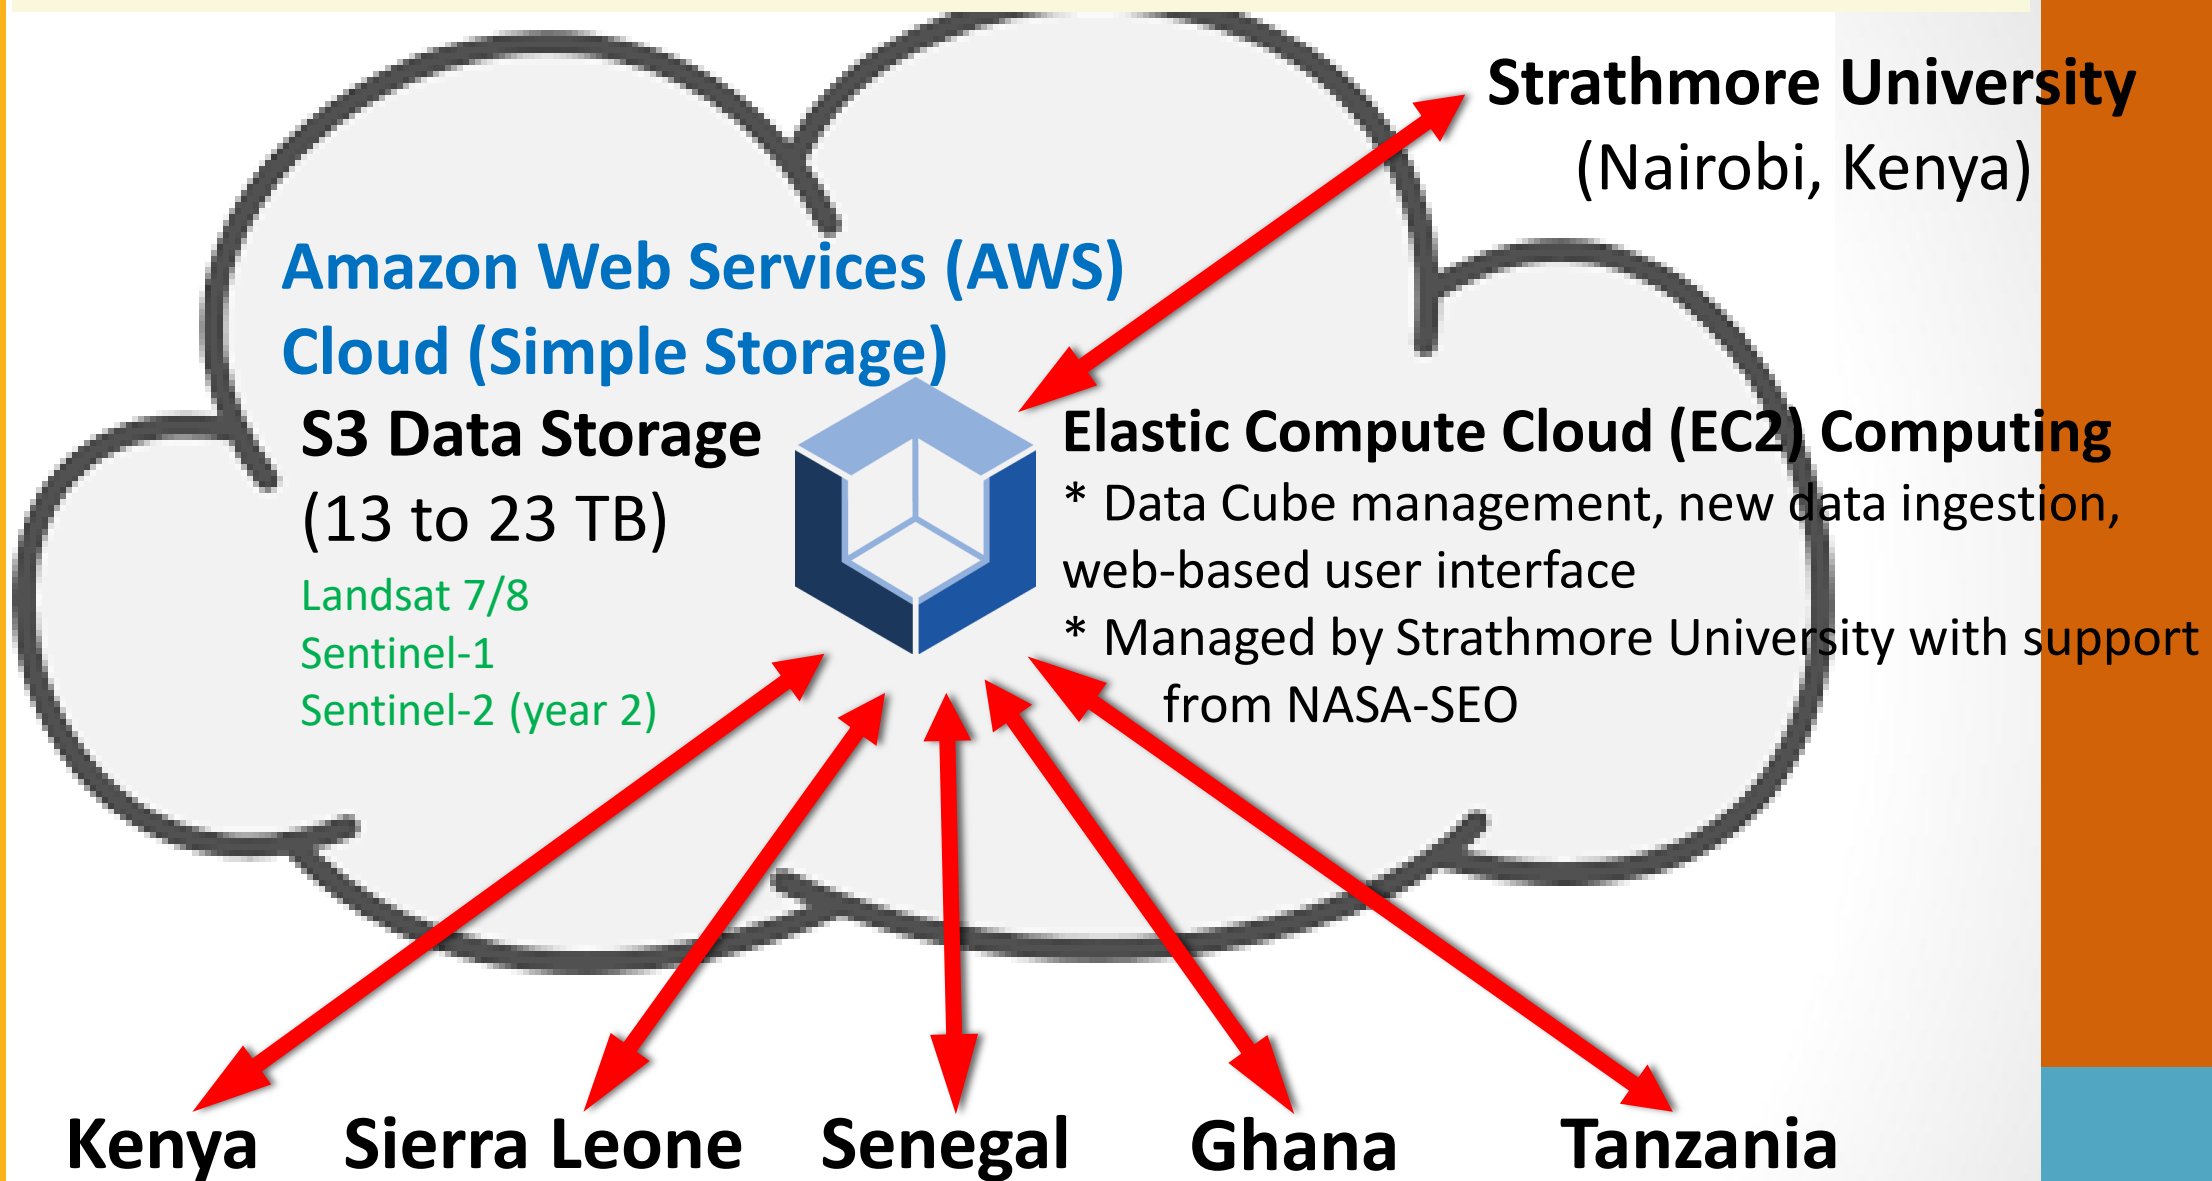 Strathmore University
(Nairobi, Kenya)
Amazon Web Services (AWS)
Cloud (Simple Storage)
S3 Data Storage
(13 to 23 TB)
Landsat 7/8
Sentinel-1
Sentinel-2 (year 2)
Elastic Compute Cloud (EC2) Computing
* Data Cube management, new data ingestion,
web-based user interface
* Managed by Strathmore University with support
from NASA-SEO
Kenya
Sierra Leone
Senegal
Ghana
Tanzania